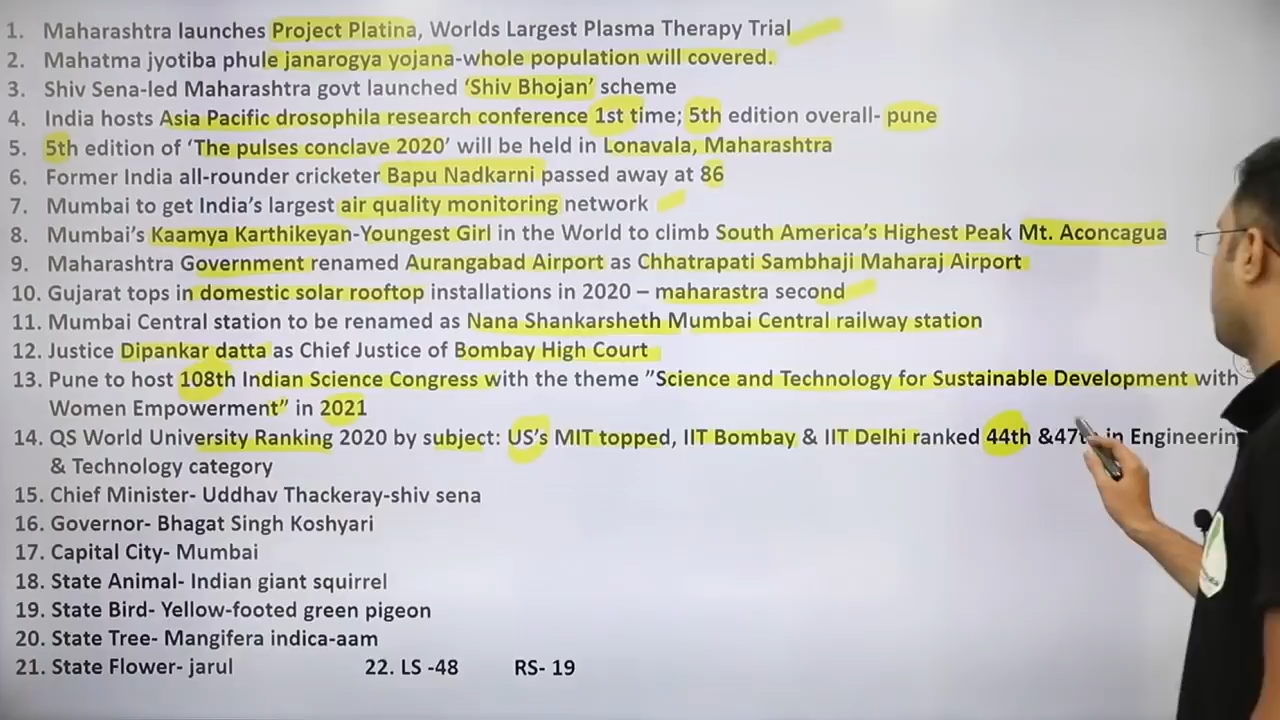 1. Maharashtra launches Project Platina, Worlds Largest Plasma Therapy Trial
2. Mahatma jyotiba phule janarogya yojana-whole population will covered.
3. Shiv Sena-led Maharashtra govt launched ‘Shiv Bhojan’ scheme
4. India hosts Asia Pacific drosophila research conference 1st time; 5th edition overall- pune
5. 5th edition of ‘The pulses conclave 2020’ will be held in Lonavala, Maharashtra
6. Former India all-rounder cricketer Bapu Nadkarni passed away at 86
7. Mumbai to get India’s largest air quality monitoring network
8. Mumbai’s Kaamya Karthikeyan-Youngest Girl in the World to climb South America’s Highest Peak Mt. Aconcagua
9. Maharashtra Government renamed Aurangabad Airport as Chhatrapati Sambhaji Maharaj Airport
10. Gujarat tops in domestic solar rooftop installations in 2020 – maharastra second
11. Mumbai Central station to be renamed as Nana Shankarsheth Mumbai Central railway station
12. Justice Dipankar datta as Chief Justice of Bombay High Court
13. Pune to host 108th Indian Science Congress with the theme ”Science and Technology for Sustainable Development with
Women Empowerment” in 2021
14. QS World University Ranking 2020 by subject: US’s MIT topped, IIT Bombay & IIT Delhi ranked 44th &47th in Engineerin
& Technology category
15. Chief Minister- Uddhav Thackeray-shiv sena
16. Governor- Bhagat Singh Koshyari
17. Capital City- Mumbai
18. State Animal- Indian giant squirrel
19. State Bird- Yellow-footed green pigeon
20. State Tree- Mangifera indica-aam
21. State Flower- jarul 22. LS -48 RS- 19